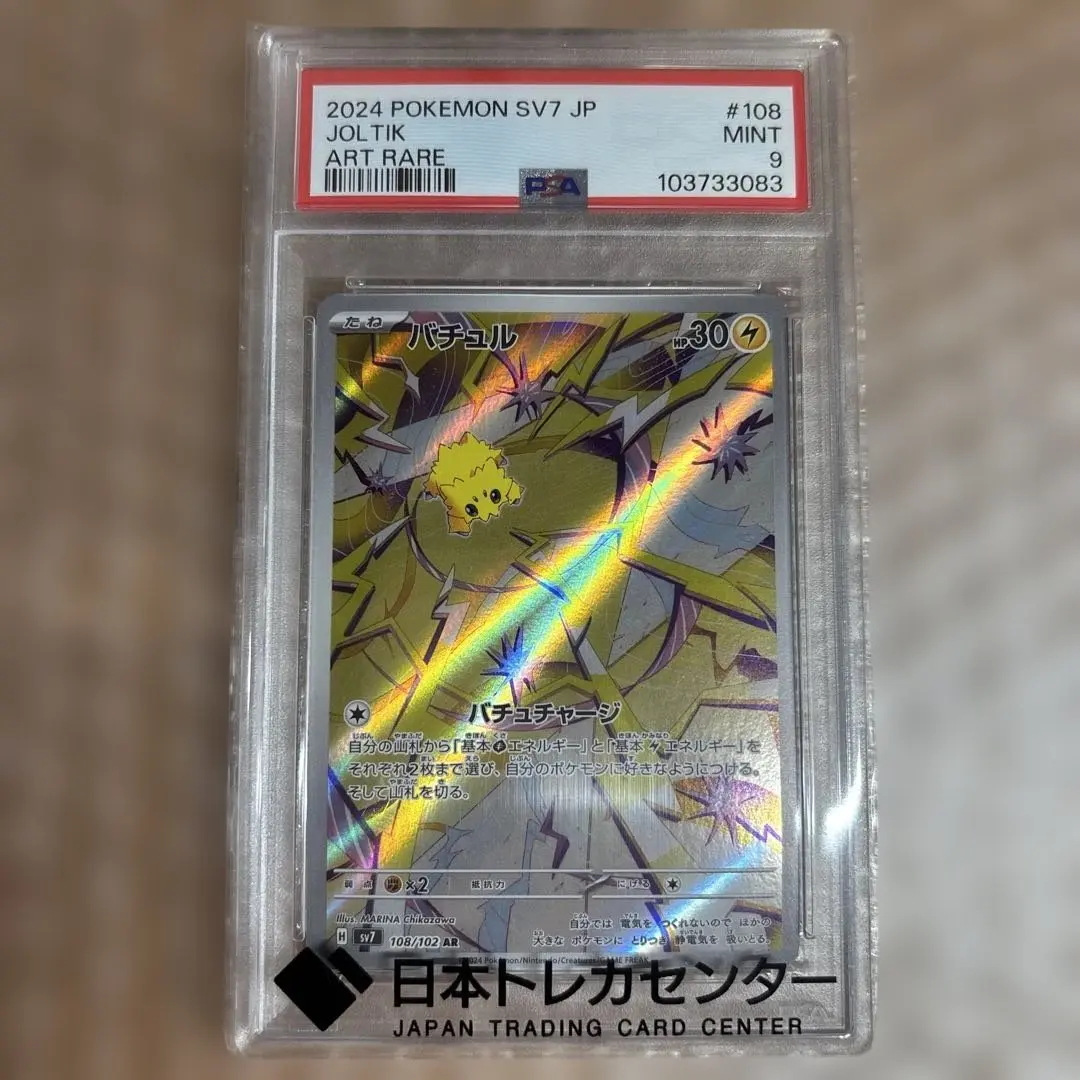 2024 POKEMON SV7 JP #108
JOLTIK MINT
ART RARE 9
PSA 103733083
たね バチュル HP30
バチュチャージ
自分の山札から「基本エネルギー」と「基本エネルギー」を
それぞれ2枚まで選び、自分のポケモンに好きなようにつける。
そして山札を切る。
弱点 ×2 抵抗力 にげる
Illus. MARINA Chikazawa
自分では 電気を つくれないので ほかの
大きな ポケモンに とりつき 静電気を 吸いとる。
H sv7 108/102 AR
©2024 Pokémon/Nintendo/Creatures/GAME FREAK
日本トレカセンター
JAPAN TRADING CARD CENTER